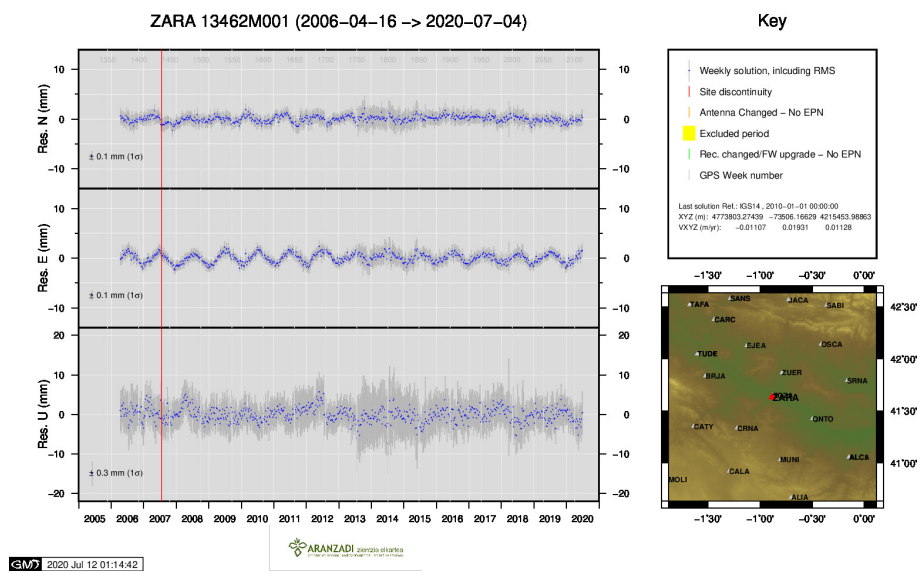 ZARA 13462M001 (2006−04−16 −> 2020−07−04)
Key
1350 1400 1450 1500 1550 1600 1650 1700 1750 1800 1850 1900 1950 2000 2050 2100
Res. N (mm)
10 10
0 0
−10 −10
± 0.1 mm (1σ)
Res. E (mm)
10 10
0 0
−10 −10
± 0.1 mm (1σ)
Res. U (mm)
20 20
10 10
0 0
−10 −10
−20 −20
± 0.3 mm (1σ)
2005 2006 2007 2008 2009 2010 2011 2012 2013 2014 2015 2016 2017 2018 2019 2020
Weekly solution, inlcuding RMS
Site discontinuity
Antenna Changed − No EPN
Excluded period
Rec. changed/FW upgrade − No EPN
GPS Week number
Last solution Ref.: IGS14 , 2010−01−01 00:00:00
XYZ (m): 4773803.27439 −73506.16629 4215453.98863
VXYZ (m/yr): −0.01107 0.01931 0.01128
−1°30' −1°00' −0°30' 0°00'
42°30'
42°00'
41°30'
41°00'
TAFA SANS JACA SABI
CARC
TUDE EJEA OSCA
BRJA ZUER SRNA
ZARA
CATY CRNA QNTO
CALA MUNI ALCA
MOLI ALIA
−1°30' −1°00' −0°30' 0°00'
ARANZADI zientzia elkartea
GMT 2020 Jul 12 01:14:42